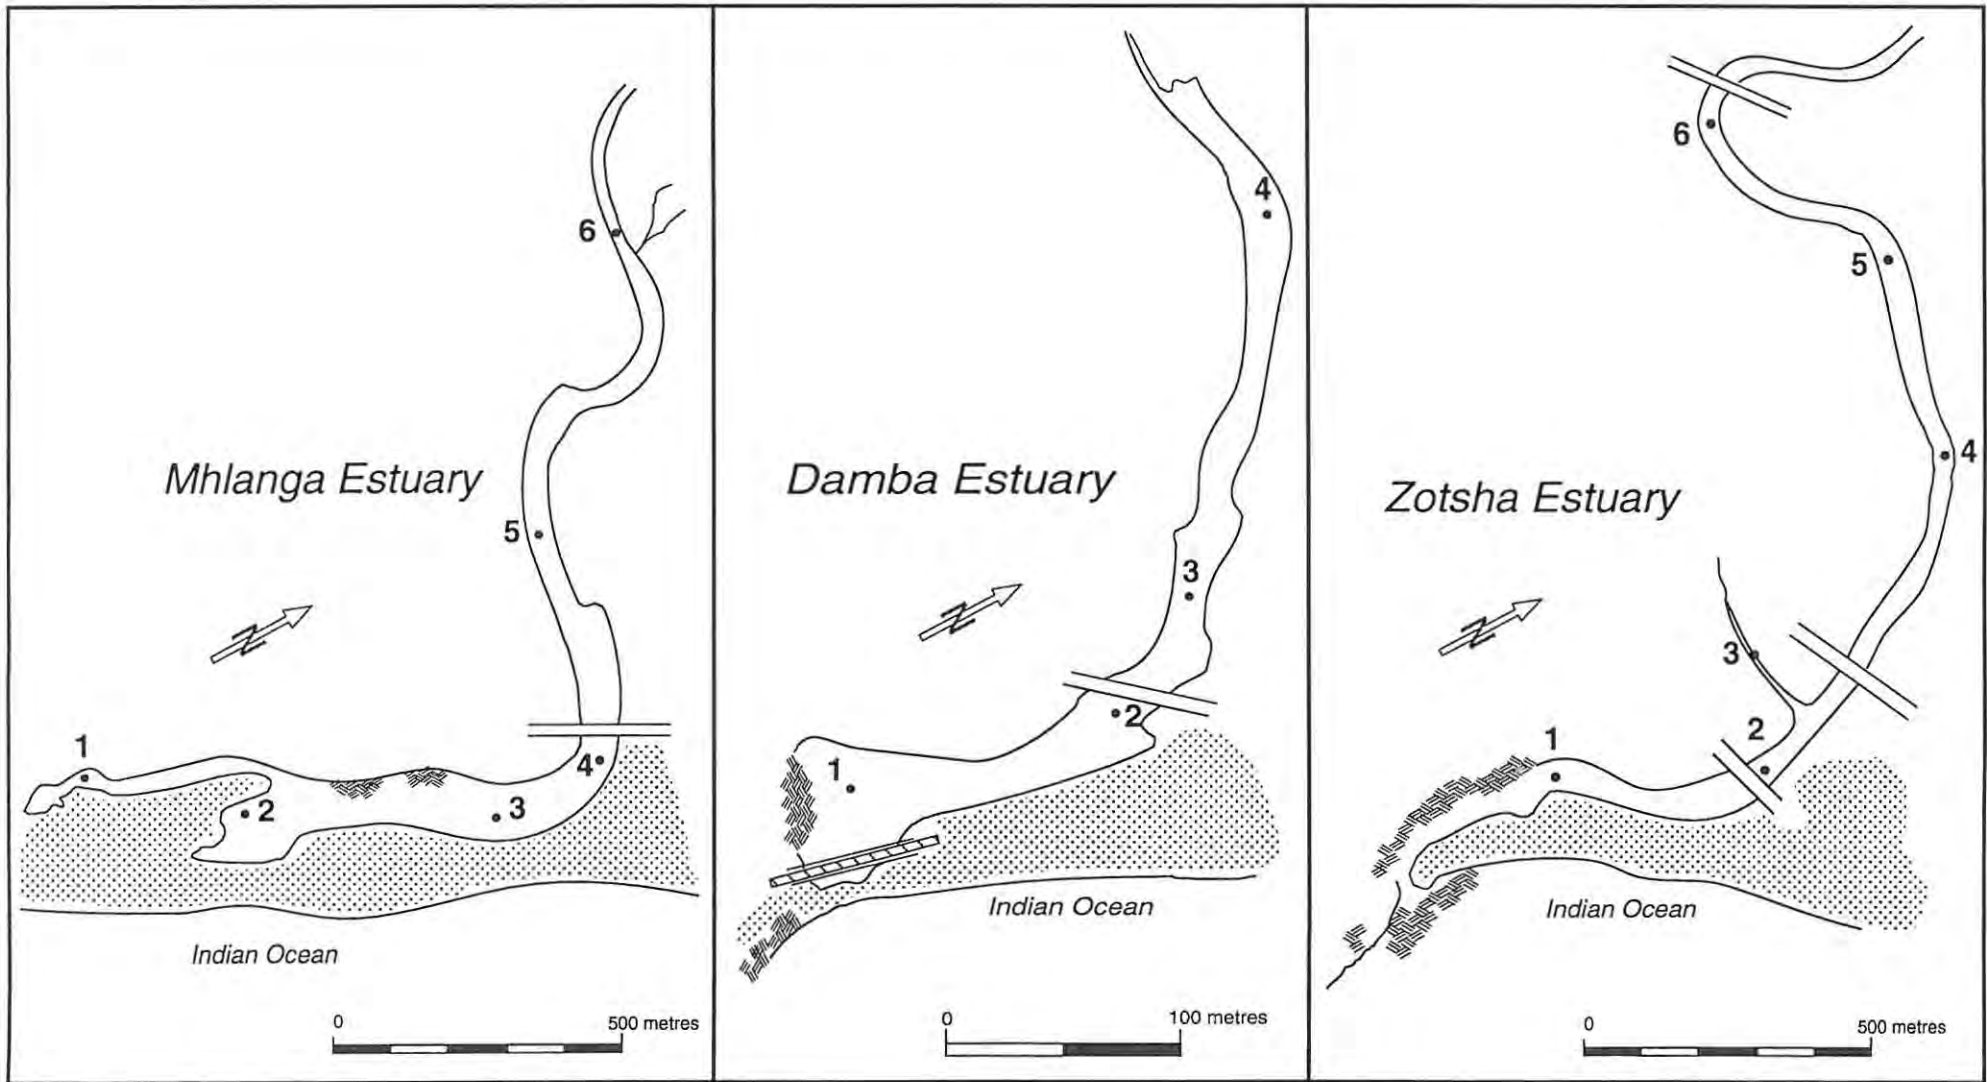 Mhlanga Estuary
6
5
N
1
2
3
4
Indian Ocean
0 500 metres
Damba Estuary
4
3
N
2
1
Indian Ocean
0 100 metres
Zotsha Estuary
6
5
4
N
3
2
1
Indian Ocean
0 500 metres